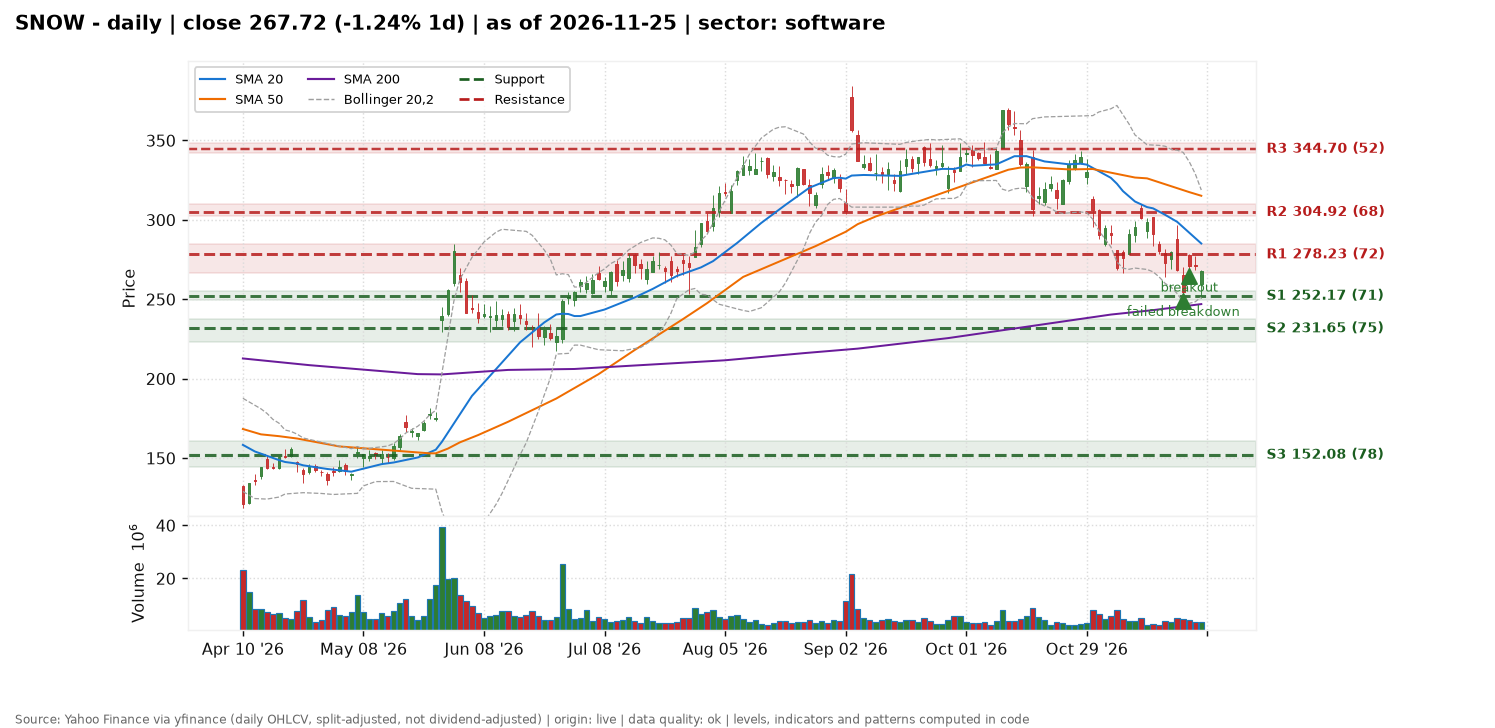 SNOW - daily | close 267.72 (-1.24% 1d) | as of 2026-11-25 | sector: software
SMA 20
SMA 50
SMA 200
Bollinger 20,2
Support
Resistance
Price
350
300
250
200
150
R3 344.70 (52)
R2 304.92 (68)
R1 278.23 (72)
S1 252.17 (71)
S2 231.65 (75)
S3 152.08 (78)
breakout
failed breakdown
Volume 10⁶
40
20
Apr 10 '26
May 08 '26
Jun 08 '26
Jul 08 '26
Aug 05 '26
Sep 02 '26
Oct 01 '26
Oct 29 '26
Source: Yahoo Finance via yfinance (daily OHLCV, split-adjusted, not dividend-adjusted) | origin: live | data quality: ok | levels, indicators and patterns computed in code